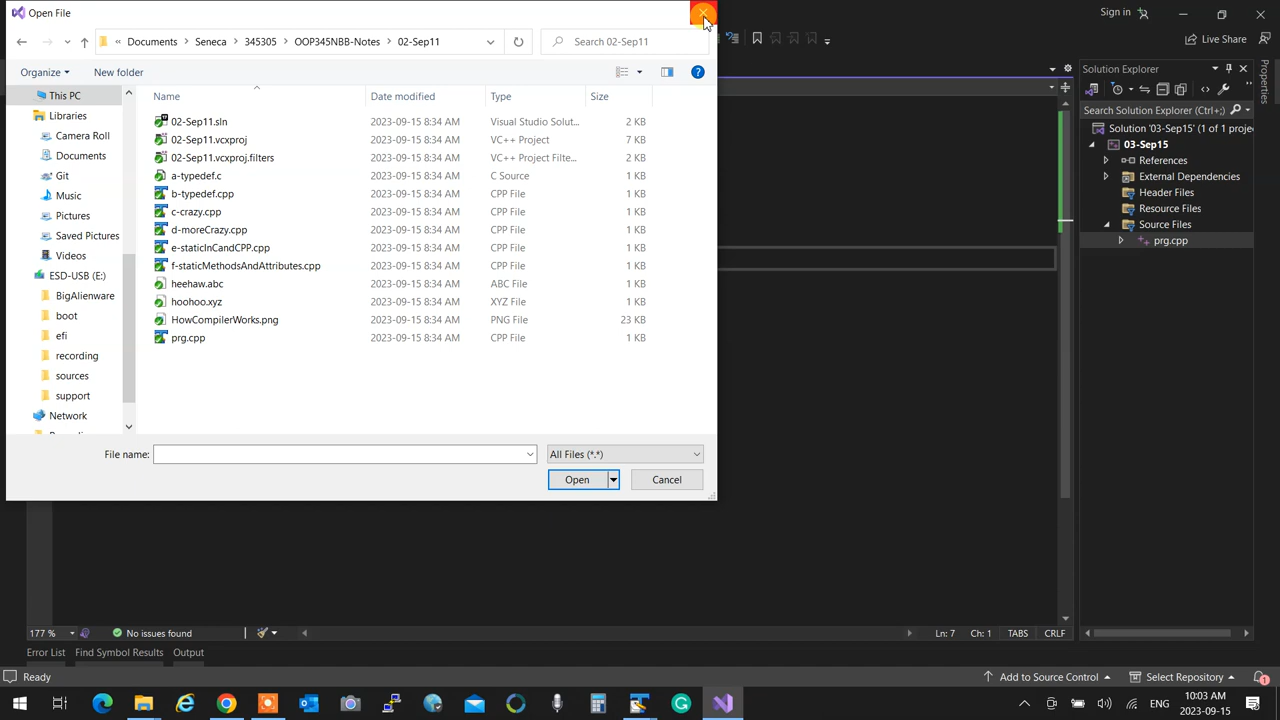 Open File
Sign in
Live Share
« Documents > Seneca > 345305 > OOP345NBB-Notes > 02-Sep11
Search 02-Sep11
Organize
New folder
Name
Date modified
Type
Size
This PC
Libraries
Camera Roll
Documents
Git
Music
Pictures
Saved Pictures
Videos
ESD-USB (E:)
BigAlienware
boot
efi
recording
sources
support
Network
02-Sep11.sln 2023-09-15 8:34 AM Visual Studio Solut... 2 KB
02-Sep11.vcxproj 2023-09-15 8:34 AM VC++ Project 7 KB
02-Sep11.vcxproj.filters 2023-09-15 8:34 AM VC++ Project Filte... 2 KB
a-typedef.c 2023-09-15 8:34 AM C Source 1 KB
b-typedef.cpp 2023-09-15 8:34 AM CPP File 1 KB
c-crazy.cpp 2023-09-15 8:34 AM CPP File 1 KB
d-moreCrazy.cpp 2023-09-15 8:34 AM CPP File 1 KB
e-staticInCandCPP.cpp 2023-09-15 8:34 AM CPP File 1 KB
f-staticMethodsAndAttributes.cpp 2023-09-15 8:34 AM CPP File 1 KB
heehaw.abc 2023-09-15 8:34 AM ABC File 1 KB
hoohoo.xyz 2023-09-15 8:34 AM XYZ File 1 KB
HowCompilerWorks.png 2023-09-15 8:34 AM PNG File 23 KB
prg.cpp 2023-09-15 8:34 AM CPP File 1 KB
File name:
All Files (*.*)
Open
Cancel
Solution Explorer
Search Solution Explorer (Ctrl+;)
Solution '03-Sep15' (1 of 1 proje
03-Sep15
References
External Dependencies
Header Files
Resource Files
Source Files
prg.cpp
Properties
177 %
No issues found
Ln: 7 Ch: 1 TABS CRLF
Error List Find Symbol Results Output
Ready
Add to Source Control
Select Repository
1
ENG
10:03 AM
2023-09-15